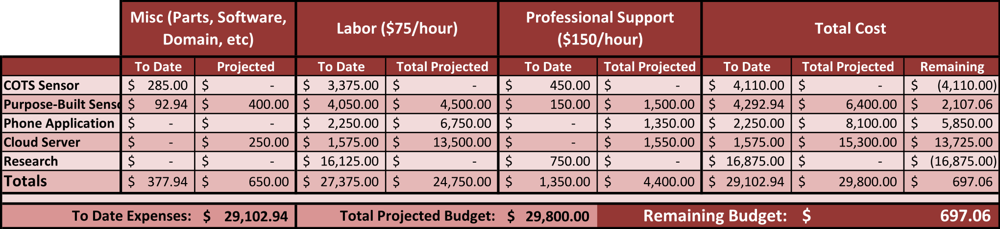 Misc (Parts, Software, Domain, etc) Labor ($75/hour) Professional Support ($150/hour) Total Cost
To Date Projected To Date Total Projected To Date Total Projected To Date Total Projected Remaining
COTS Sensor $ 285.00 $ - $ 3,375.00 $ - $ 450.00 $ - $ 4,110.00 $ - $ (4,110.00)
Purpose-Built Senso $ 92.94 $ 400.00 $ 4,050.00 $ 4,500.00 $ 150.00 $ 1,500.00 $ 4,292.94 $ 6,400.00 $ 2,107.06
Phone Application $ - $ - $ 2,250.00 $ 6,750.00 $ - $ 1,350.00 $ 2,250.00 $ 8,100.00 $ 5,850.00
Cloud Server $ - $ 250.00 $ 1,575.00 $ 13,500.00 $ - $ 1,550.00 $ 1,575.00 $ 15,300.00 $ 13,725.00
Research $ - $ - $ 16,125.00 $ - $ 750.00 $ - $ 16,875.00 $ - $ (16,875.00)
Totals $ 377.94 $ 650.00 $ 27,375.00 $ 24,750.00 $ 1,350.00 $ 4,400.00 $ 29,102.94 $ 29,800.00 $ 697.06
To Date Expenses: $ 29,102.94 Total Projected Budget: $ 29,800.00 Remaining Budget: $ 697.06